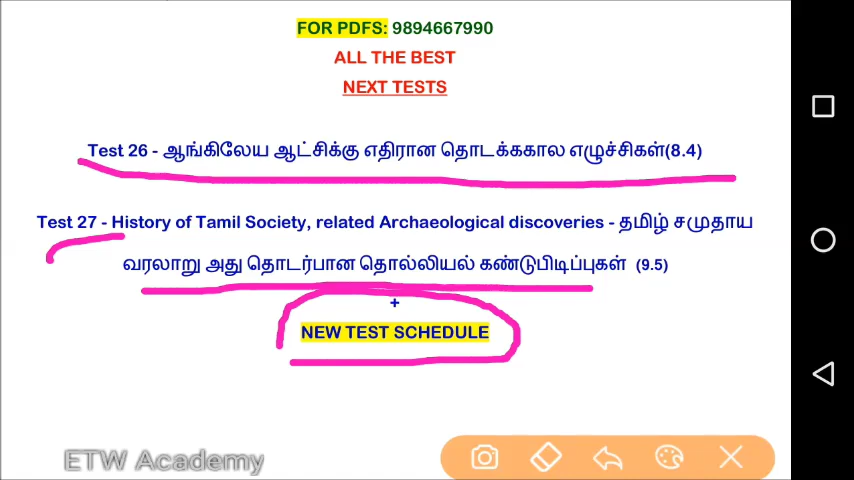 FOR PDFS: 9894667990
ALL THE BEST
NEXT TESTS
Test 26 - ஆங்கிலேய ஆட்சிக்கு எதிரான தொடக்ககால எழுச்சிகள்(8.4)
Test 27 - History of Tamil Society, related Archaeological discoveries - தமிழ் சமுதாய
வரலாறு அது தொடர்பான தொல்லியல் கண்டுபிடிப்புகள் (9.5)
+
NEW TEST SCHEDULE
ETW Academy